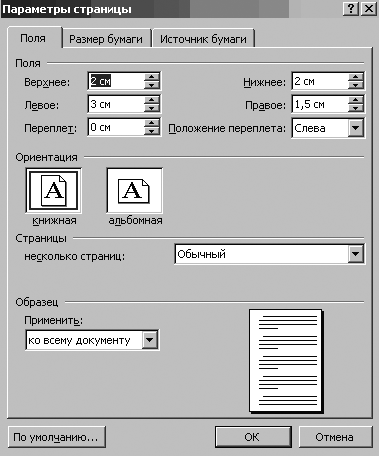 Параметры страницы
Поля Размер бумаги Источник бумаги
Поля
Верхнее: 2 см Нижнее: 2 см
Левое: 3 см Правое: 1,5 см
Переплет: 0 см Положение переплета: Слева
Ориентация
A A
книжная альбомная
Страницы
несколько страниц: Обычный
Образец
Применить:
ко всему документу
По умолчанию... ОК Отмена